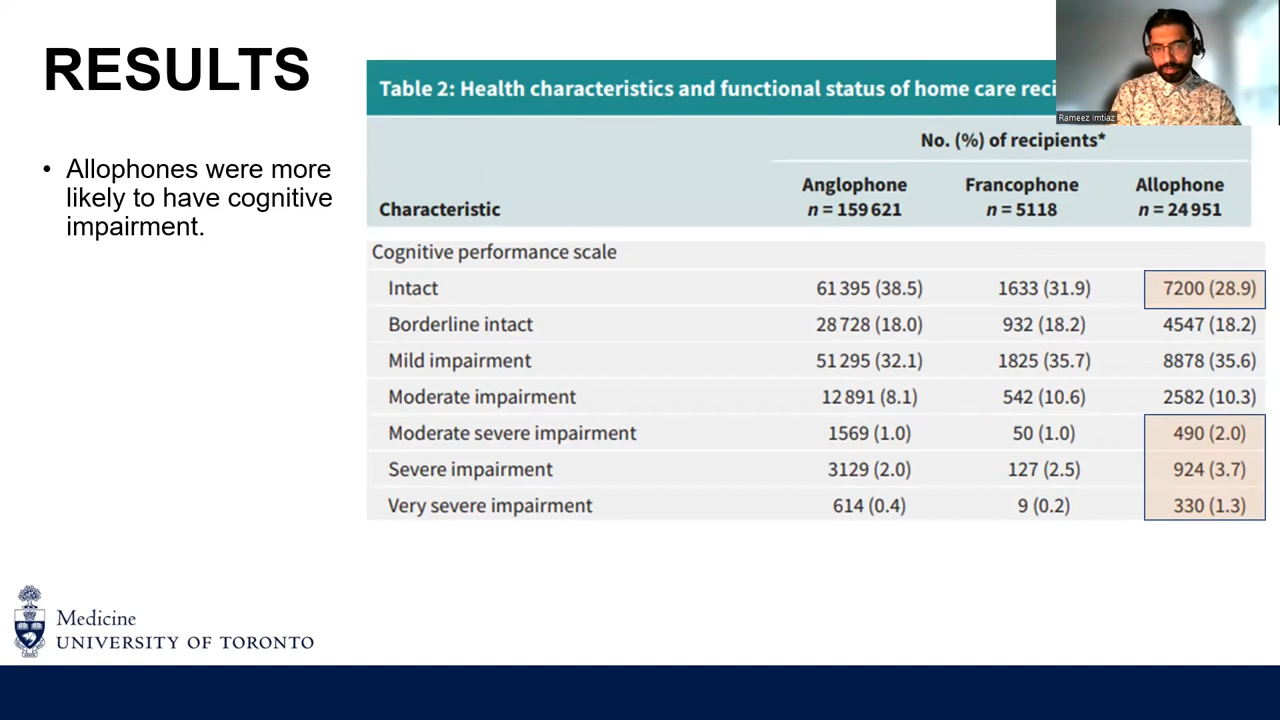 RESULTS
• Allophones were more
likely to have cognitive
impairment.
Table 2: Health characteristics and functional status of home care reci
Rameez Imtiaz
No. (%) of recipients*
Characteristic
Anglophone
n = 159 621
Francophone
n = 5118
Allophone
n = 24 951
Cognitive performance scale
Intact 61 395 (38.5) 1633 (31.9) 7200 (28.9)
Borderline intact 28 728 (18.0) 932 (18.2) 4547 (18.2)
Mild impairment 51 295 (32.1) 1825 (35.7) 8878 (35.6)
Moderate impairment 12 891 (8.1) 542 (10.6) 2582 (10.3)
Moderate severe impairment 1569 (1.0) 50 (1.0) 490 (2.0)
Severe impairment 3129 (2.0) 127 (2.5) 924 (3.7)
Very severe impairment 614 (0.4) 9 (0.2) 330 (1.3)
Medicine
UNIVERSITY OF TORONTO